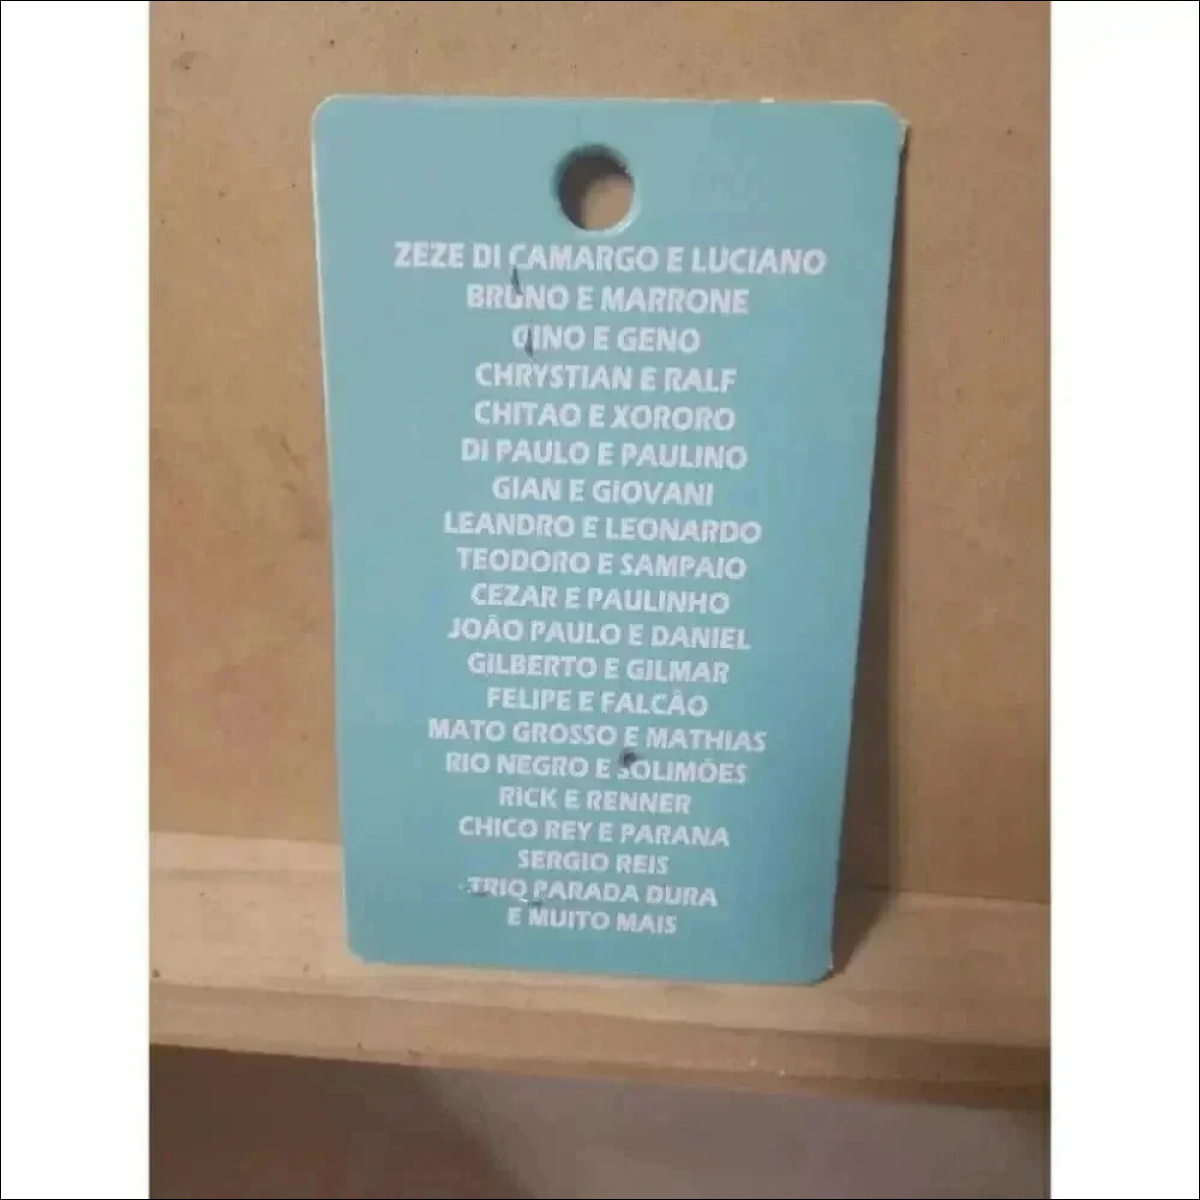 ZEZE DI CAMARGO E LUCIANO
BRUNO E MARRONE
GINO E GENO
CHRYSTIAN E RALF
CHITAO E XORORO
DI PAULO E PAULINO
GIAN E GIOVANI
LEANDRO E LEONARDO
TEODORO E SAMPAIO
CEZAR E PAULINHO
JOÃO PAULO E DANIEL
GILBERTO E GILMAR
FELIPE E FALCÃO
MATO GROSSO E MATHIAS
RIO NEGRO E SOLIMÕES
RICK E RENNER
CHICO REY E PARANA
SERGIO REIS
TRIO PARADA DURA
E MUITO MAIS